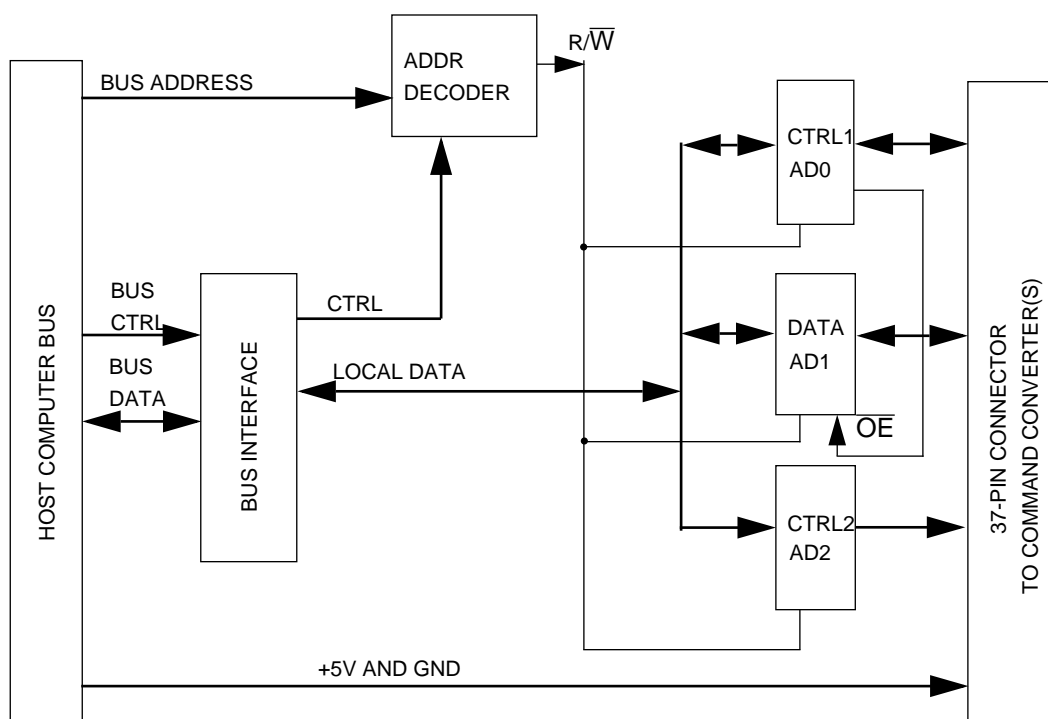 HOST COMPUTER BUS
BUS ADDRESS
ADDR
DECODER
R/W̅
BUS
CTRL
BUS
DATA
BUS INTERFACE
CTRL
LOCAL DATA
CTRL1
AD0
DATA
AD1
O̅E̅
CTRL2
AD2
+5V AND GND
37-PIN CONNECTOR
TO COMMAND CONVERTER(S)